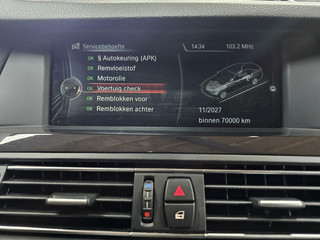 Servicebehoefte 14:34 103.2 MHz
OK § Autokeuring (APK)
OK Remvloeistof
OK Motorolie
OK Voertuig check
OK Remblokken voor
OK Remblokken achter
11/2027
binnen 70000 km